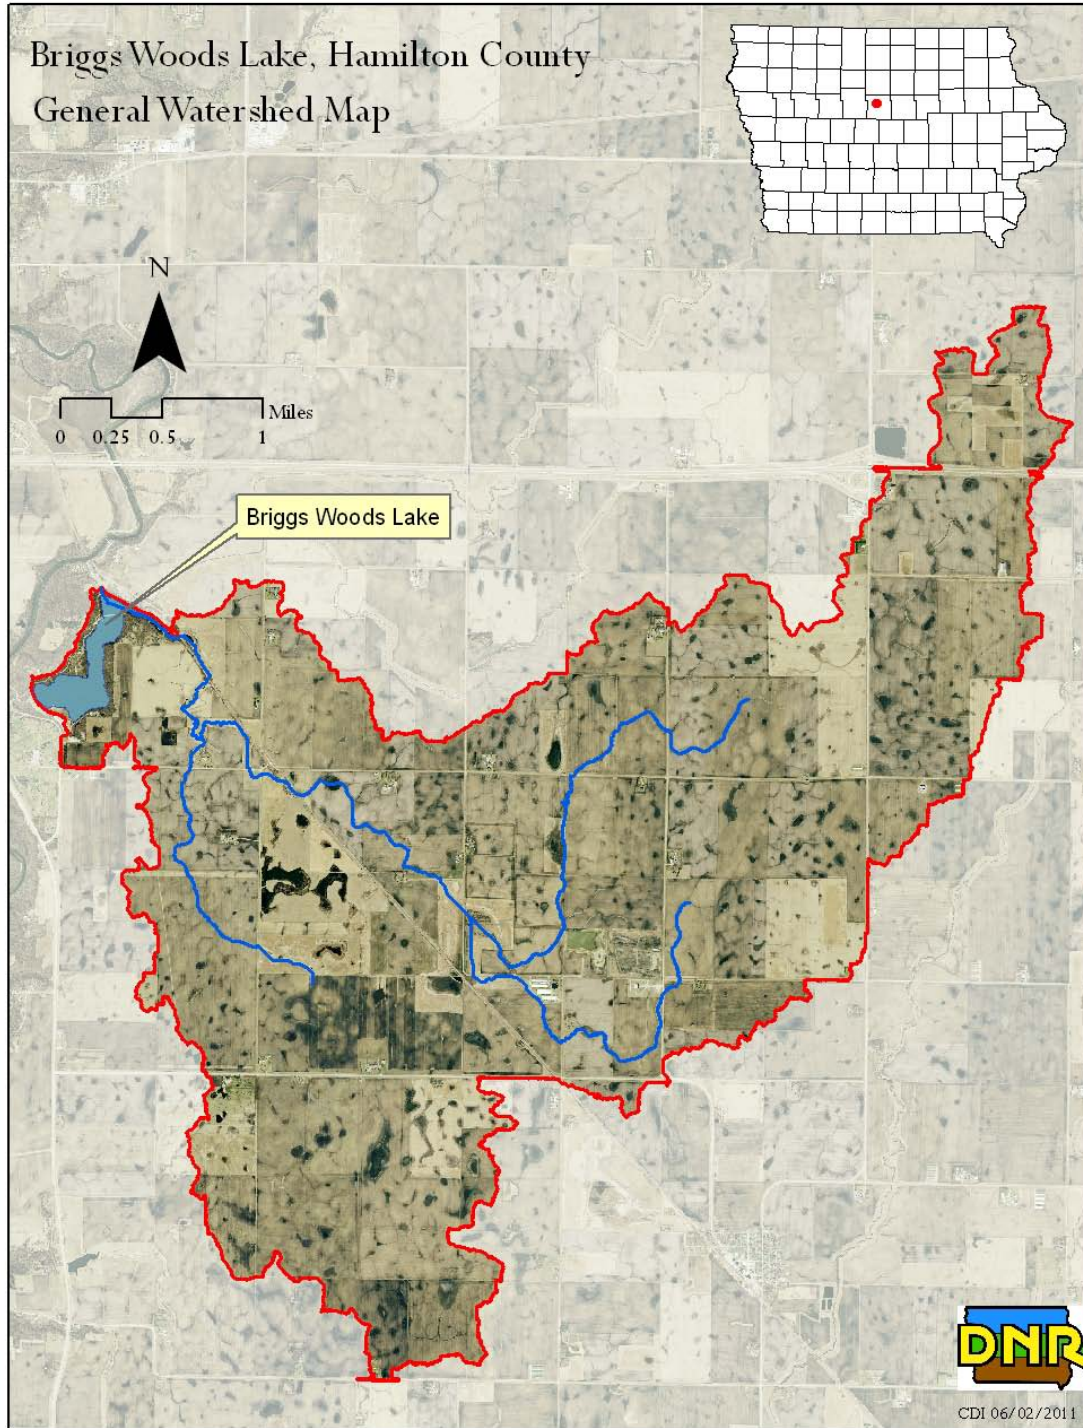 Briggs Woods Lake, Hamilton County
General Watershed Map
N
Miles
0 0.25 0.5 1
Briggs Woods Lake
DNR
CDI 06/02/2011